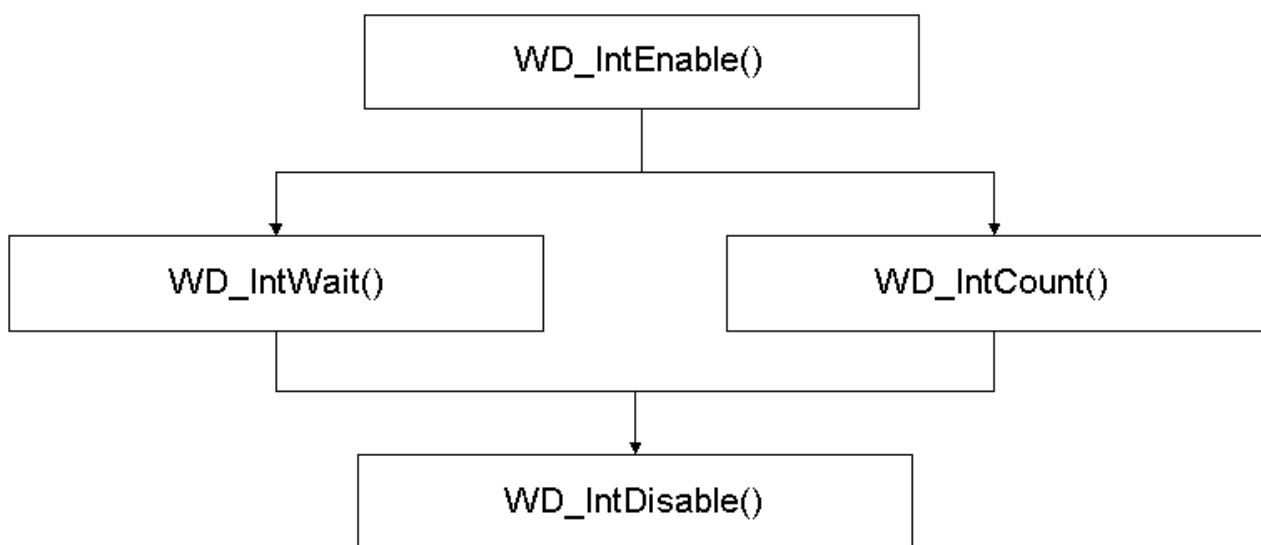 WD_IntEnable()
WD_IntWait()
WD_IntCount()
WD_IntDisable()